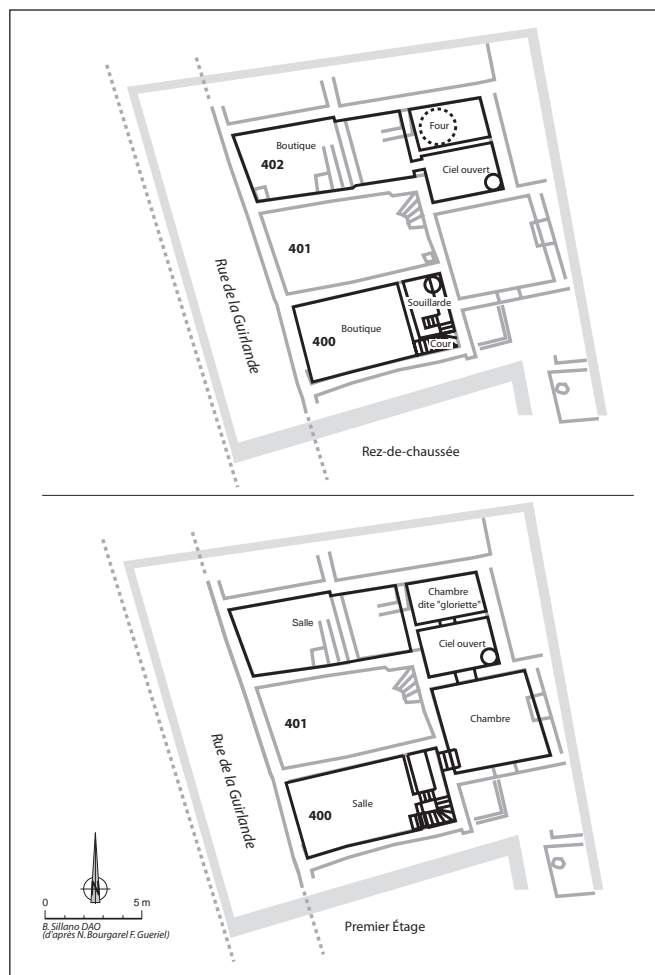 Four
Boutique
402
Ciel ouvert
401
Rue de la Guirlande
Souillarde
Boutique
400
Cour
Rez-de-chaussée
Chambre
dite "gloriette"
Salle
Ciel ouvert
401
Chambre
Rue de la Guirlande
Salle
400
N
0 5 m
B. Sillano DAO
(d'après N. Bourgarel F. Gueriel)
Premier Étage